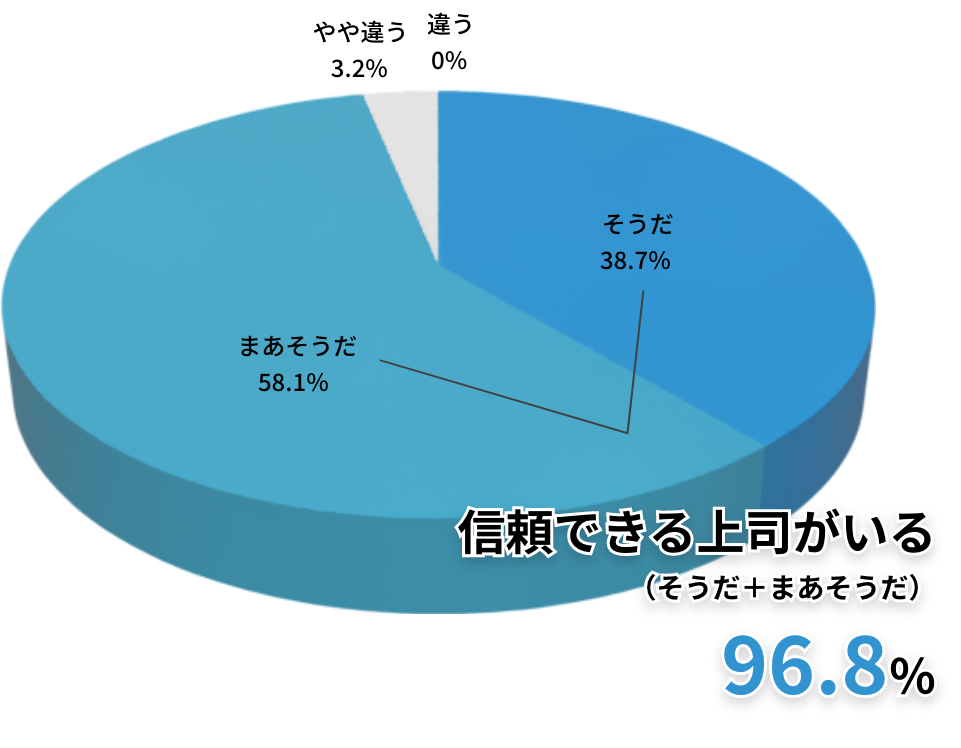 やや違う
3.2%
違う
0%
そうだ
38.7%
まあそうだ
58.1%
信頼できる上司がいる
（そうだ＋まあそうだ）
96.8%